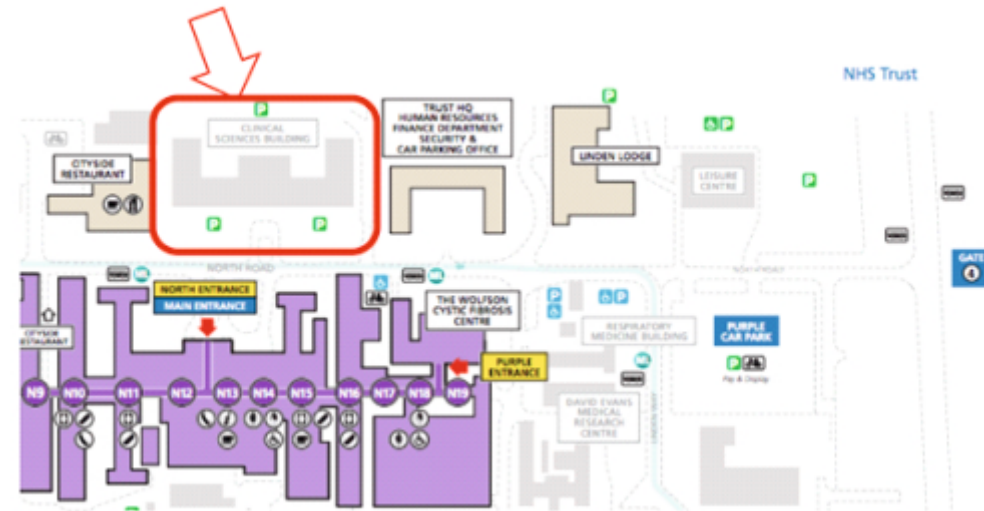 NHS Trust
CLINICAL
SCIENCES BUILDING
TRUST HQ
HUMAN RESOURCES
FINANCE DEPARTMENT
SECURITY &
CAR PARKING OFFICE
LINDEN LODGE
LEISURE
CENTRE
CITYSIDE
RESTAURANT
NORTH ROAD
NORTH ROAD
GATE
4
NORTH ENTRANCE
MAIN ENTRANCE
THE WOLFSON
CYSTIC FIBROSIS
CENTRE
CITYSIDE
RESTAURANT
RESPIRATORY
MEDICINE BUILDING
PURPLE
CAR PARK
Pay & Display
PURPLE
ENTRANCE
N9
N10
N11
N12
N13
N14
N15
N16
N17
N18
N19
DAVID EVANS
MEDICAL
RESEARCH
CENTRE